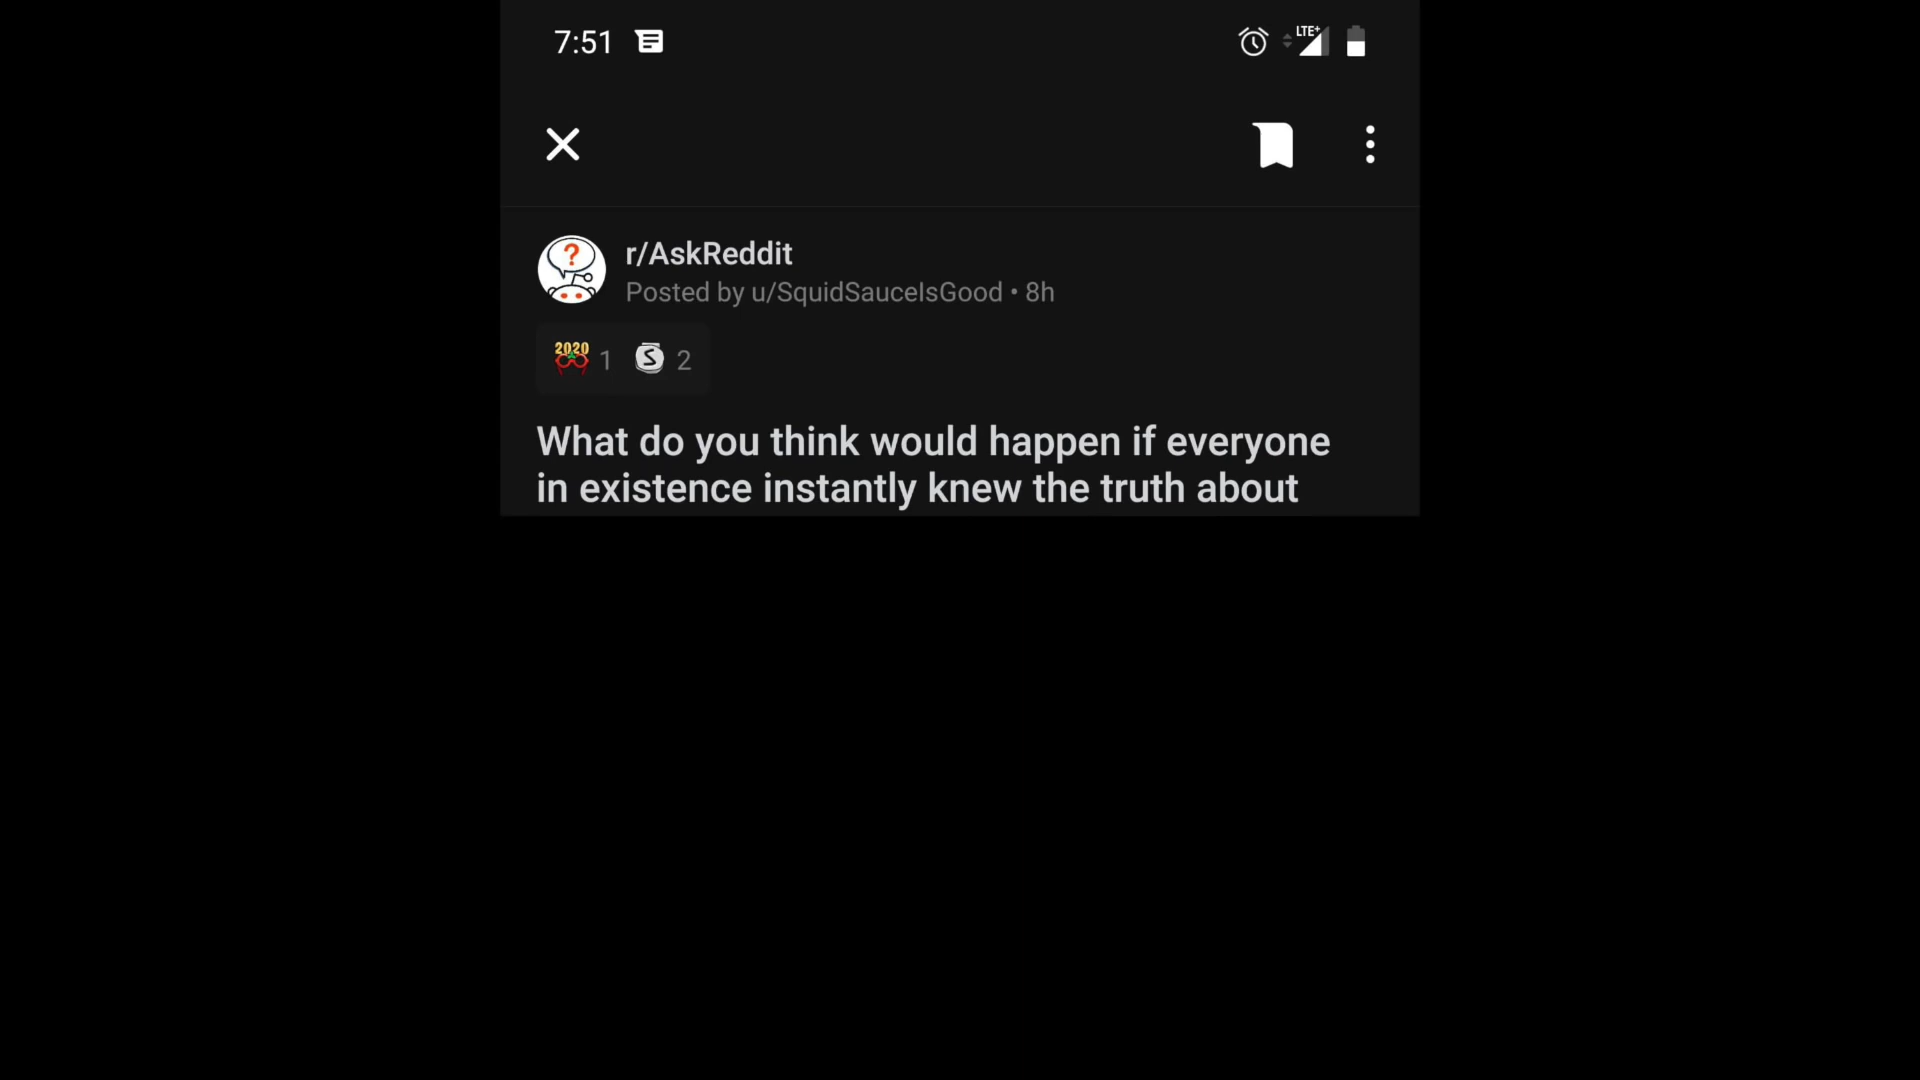 7:51 LTE+
r/AskReddit
Posted by u/SquidSauceIsGood • 8h
2020 1 S 2
What do you think would happen if everyone
in existence instantly knew the truth about